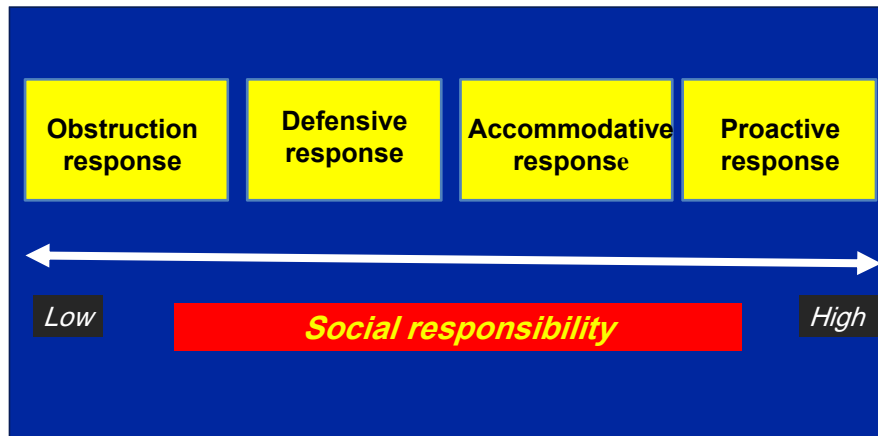 Obstruction
response
Defensive
response
Accommodative
response
Proactive
response
Low
Social responsibility
High